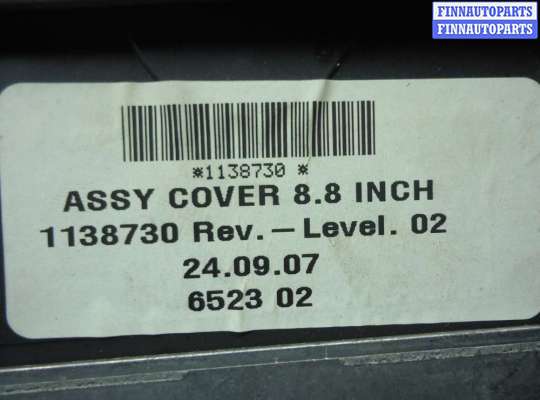 FINNAUTOPARTS
FINNAUTOPARTS
*1138730 *
ASSY COVER 8.8 INCH
1138730 Rev. – Level. 02
24.09.07
6523 02